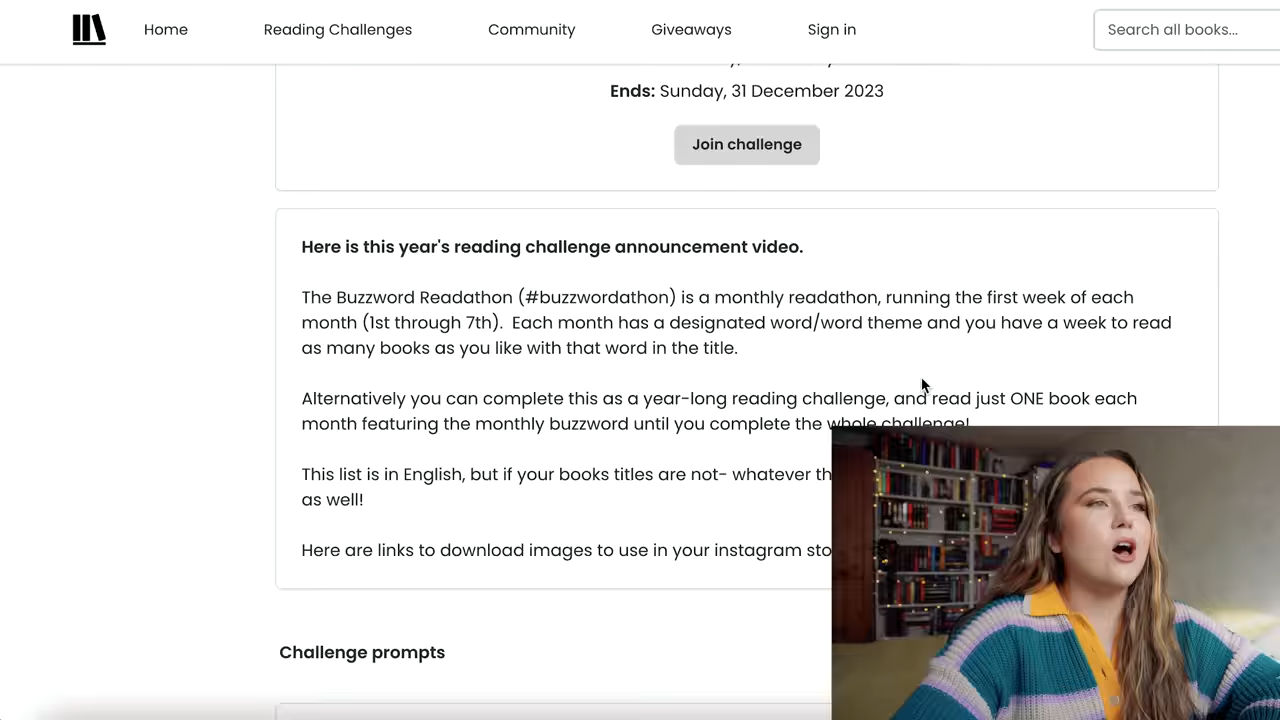 Home Reading Challenges Community Giveaways Sign in Search all books...
Ends: Sunday, 31 December 2023
Join challenge
Here is this year's reading challenge announcement video.
The Buzzword Readathon (#buzzwordathon) is a monthly readathon, running the first week of each
month (1st through 7th). Each month has a designated word/word theme and you have a week to read
as many books as you like with that word in the title.
Alternatively you can complete this as a year-long reading challenge, and read just ONE book each
month featuring the monthly buzzword until you complete the whole challenge!
This list is in English, but if your books titles are not- whatever th
as well!
Here are links to download images to use in your instagram sto
Challenge prompts